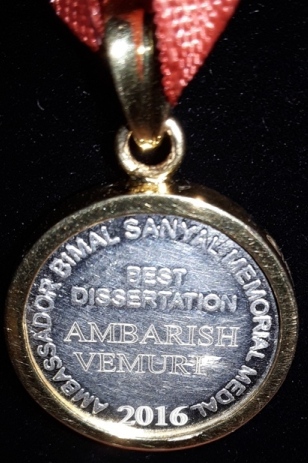 AMBASSADOR BIMAL SANYAL MEMORIAL MEDAL
BEST
DISSERTATION
AMBARISH
VEMURI
2016